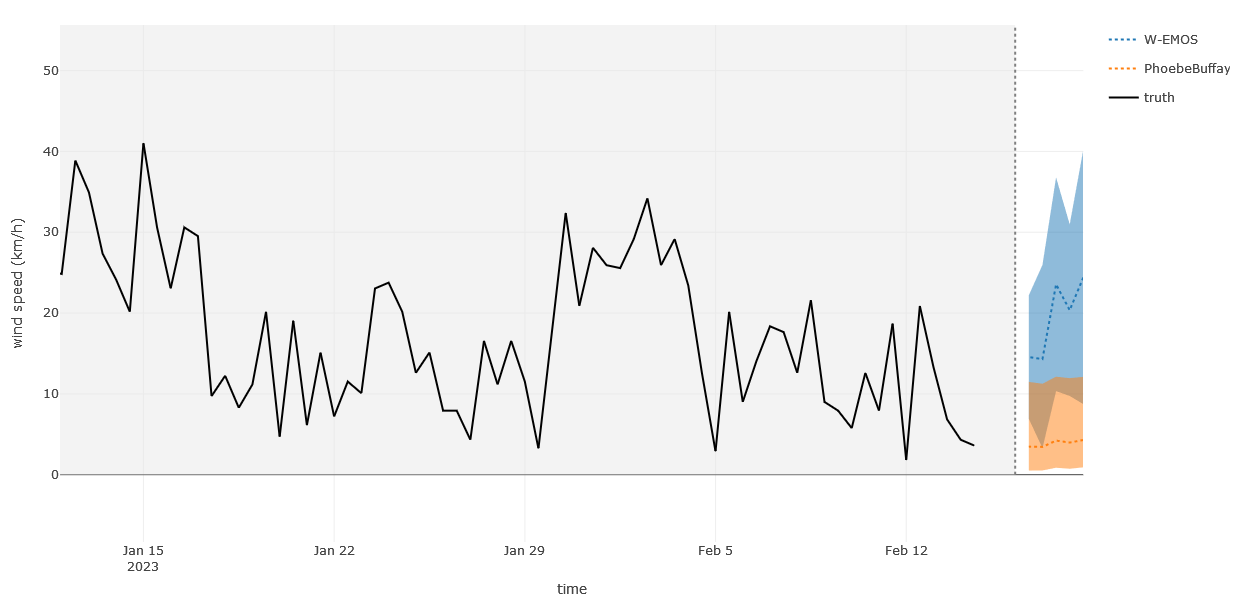 W-EMOS
PhoebeBuffay
truth
50
40
30
20
10
0
wind speed (km/h)
Jan 15
2023
Jan 22
Jan 29
Feb 5
Feb 12
time